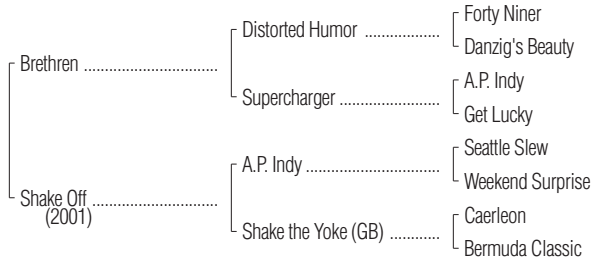 Forty Niner
Distorted Humor ..................
Danzig's Beauty
Brethren ................................
A.P. Indy
Supercharger ........................
Get Lucky
Seattle Slew
A.P. Indy ................................
Weekend Surprise
Shake Off ..............................
(2001)
Caerleon
Shake the Yoke (GB) ............
Bermuda Classic